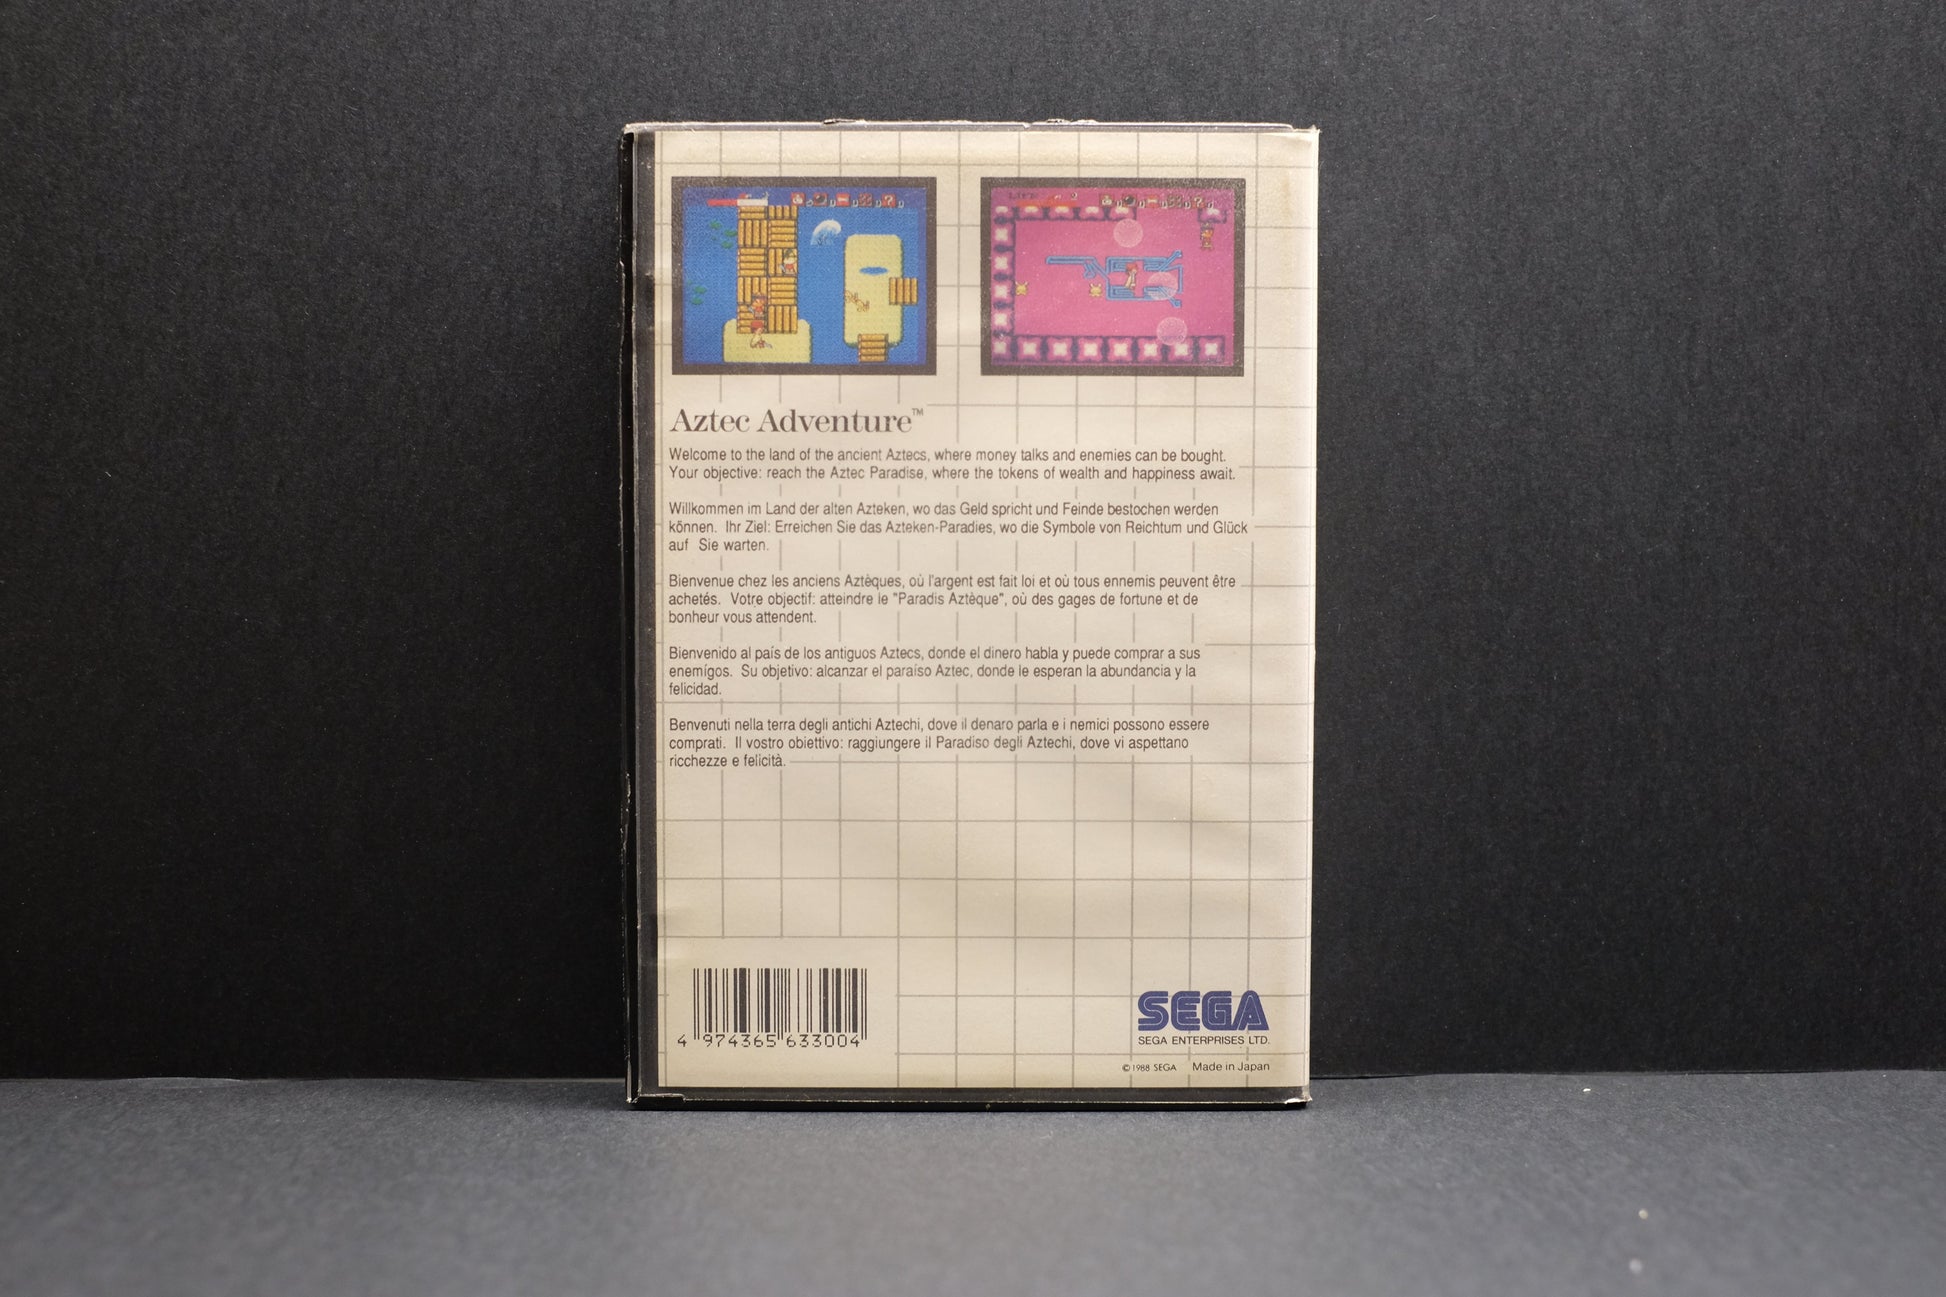 Aztec Adventure™
Welcome to the land of the ancient Aztecs, where money talks and enemies can be bought.
Your objective: reach the Aztec Paradise, where the tokens of wealth and happiness await.
Willkommen im Land der alten Azteken, wo das Geld spricht und Feinde bestochen werden
können. Ihr Ziel: Erreichen Sie das Azteken-Paradies, wo die Symbole von Reichtum und Glück
auf Sie warten.
Bienvenue chez les anciens Aztèques, où l'argent est fait loi et où tous ennemis peuvent être
achetés. Votre objectif: atteindre le "Paradis Aztèque", où des gages de fortune et de
bonheur vous attendent.
Bienvenido al país de los antiguos Aztecs, donde el dinero habla y puede comprar a sus
enemígos. Su objetivo: alcanzar el paraíso Aztec, donde le esperan la abundancia y la
felicidad.
Benvenuti nella terra degli antichi Aztechi, dove il denaro parla e i nemici possono essere
comprati. Il vostro obiettivo: raggiungere il Paradiso degli Aztechi, dove vi aspettano
ricchezze e felicità.
4 974365 633004
SEGA
SEGA ENTERPRISES LTD.
© 1988 SEGA Made in Japan